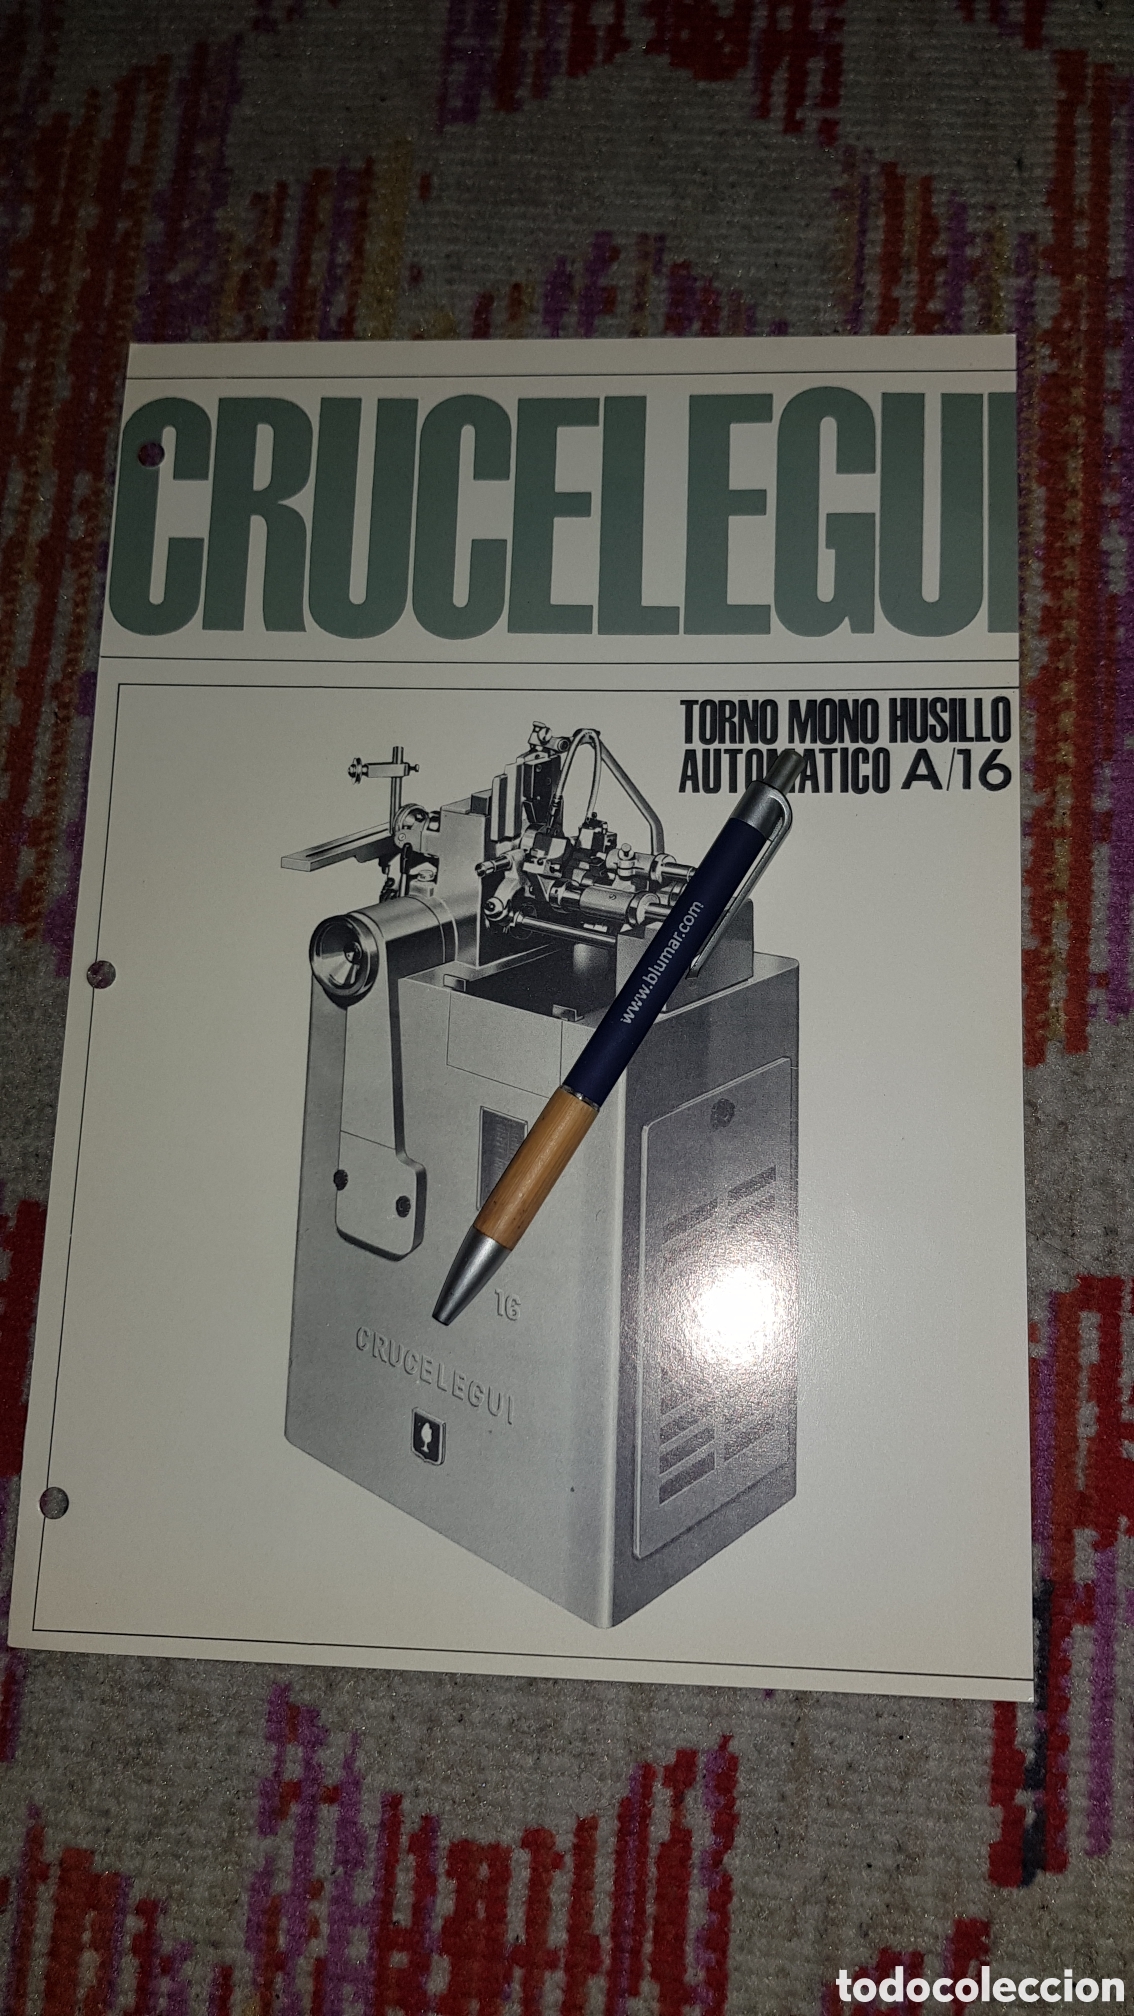 CRUCELEGUI
TORNO MONO HUSILLO
AUTOMATICO A/16
www.blumar.com
16
CRUCELEGUI
todocoleccion